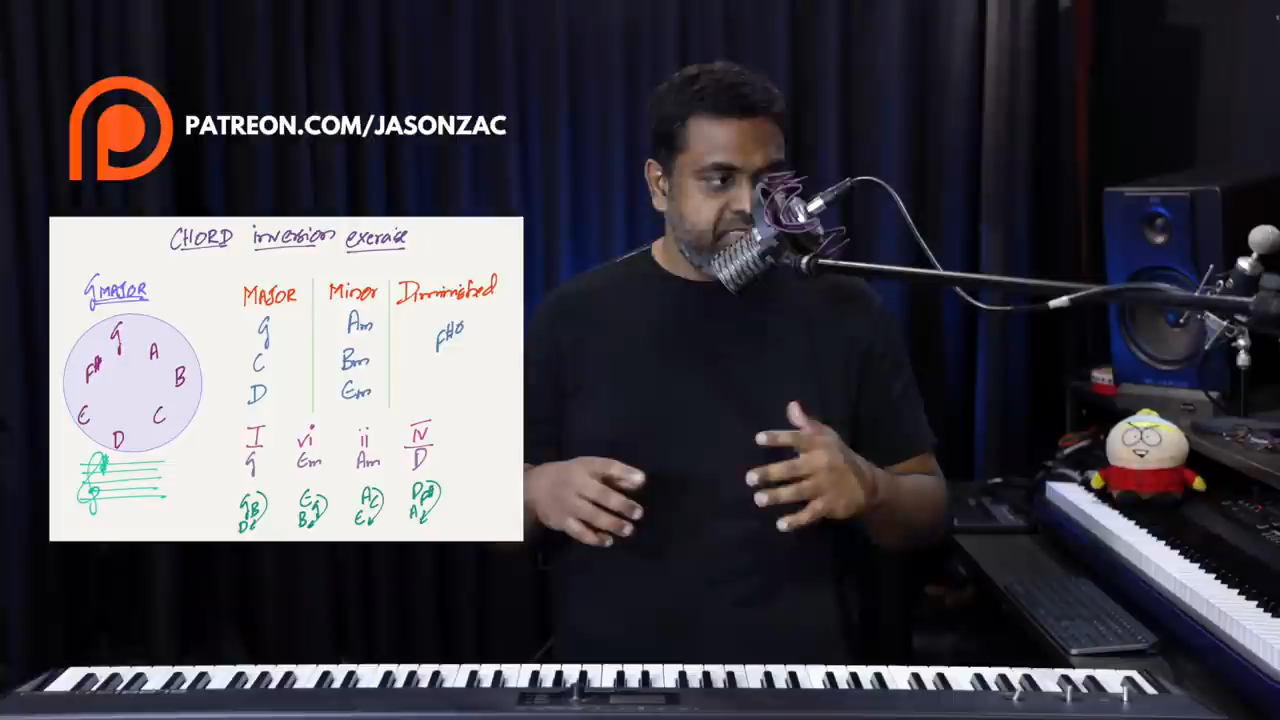 PATREON.COM/JASONZAC
CHORD inversion exercise
G MAJOR
MAJOR Minor Diminished
G Am F#o
C Bm
D Em
G
A
B
C
D
E
F#
I vi ii IV
G Em Am D
G B D
E G B
A C E
D F# A